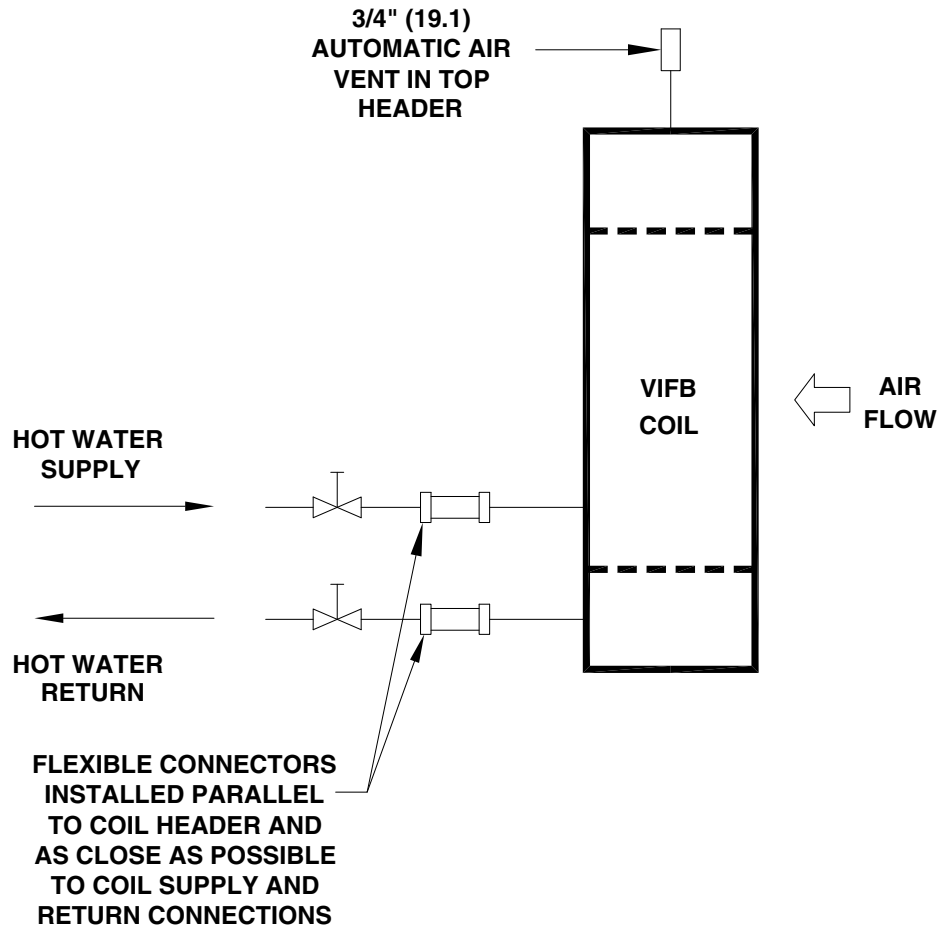 3/4" (19.1)
AUTOMATIC AIR
VENT IN TOP
HEADER
VIFB
COIL
AIR
FLOW
HOT WATER
SUPPLY
HOT WATER
RETURN
FLEXIBLE CONNECTORS
INSTALLED PARALLEL
TO COIL HEADER AND
AS CLOSE AS POSSIBLE
TO COIL SUPPLY AND
RETURN CONNECTIONS